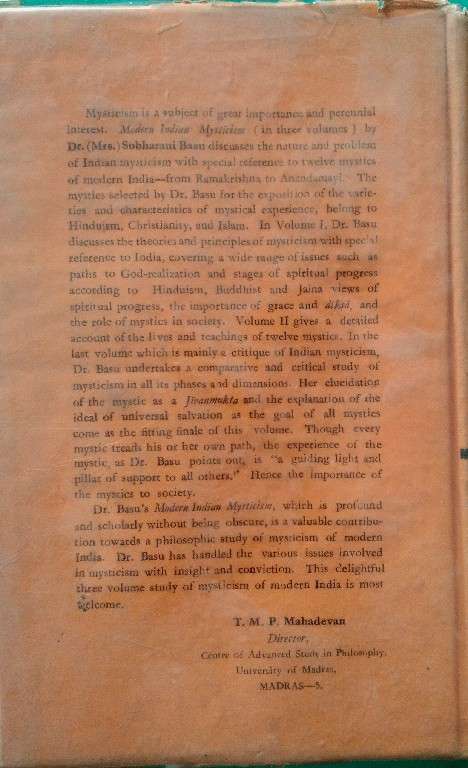 Mysticism is a subject of great importance and perennial
interest. Modern Indian Mysticism ( in three volumes ) by
Dr. (Mrs.) Sobharani Basu discusses the nature and problem
of Indian mysticism with special reference to twelve mystics
of modern India—from Ramakrishna to Anandamayi. The
mystics selected by Dr. Basu for the exposition of the varie-
ties and characteristics of mystical experience, belong to
Hinduism, Christianity, and Islam. In Volume I, Dr. Basu
discusses the theories and principles of mysticism with special
reference to India, covering a wide range of issues such as
paths to God-realization and stages of spiritual progress
according to Hinduism, Buddhist and Jaina views of
spiritual progress, the importance of grace and dīkṣā, and
the role of mystics in society. Volume II gives a detailed
account of the lives and teachings of twelve mystics. In the
last volume which is mainly a critique of Indian mysticism,
Dr. Basu undertakes a comparative and critical study of
mysticism in all its phases and dimensions. Her elucidation
of the mystic as a Jīvanmukta and the explanation of the
ideal of universal salvation as the goal of all mystics
come as the fitting finale of this volume. Though every
mystic treads his or her own path, the experience of the
mystic, as Dr. Basu points out, is "a guiding light and
pillar of support to all others." Hence the importance of
the mystics to society.
Dr. Basu's Modern Indian Mysticism, which is profound
and scholarly without being obscure, is a valuable contribu-
tion towards a philosophic study of mysticism of modern
India. Dr. Basu has handled the various issues involved
in mysticism with insight and conviction. This delightful
three volume study of mysticism of modern India is most
welcome.
T. M. P. Mahadevan
Director,
Centre of Advanced Study in Philosophy,
University of Madras,
MADRAS—5.